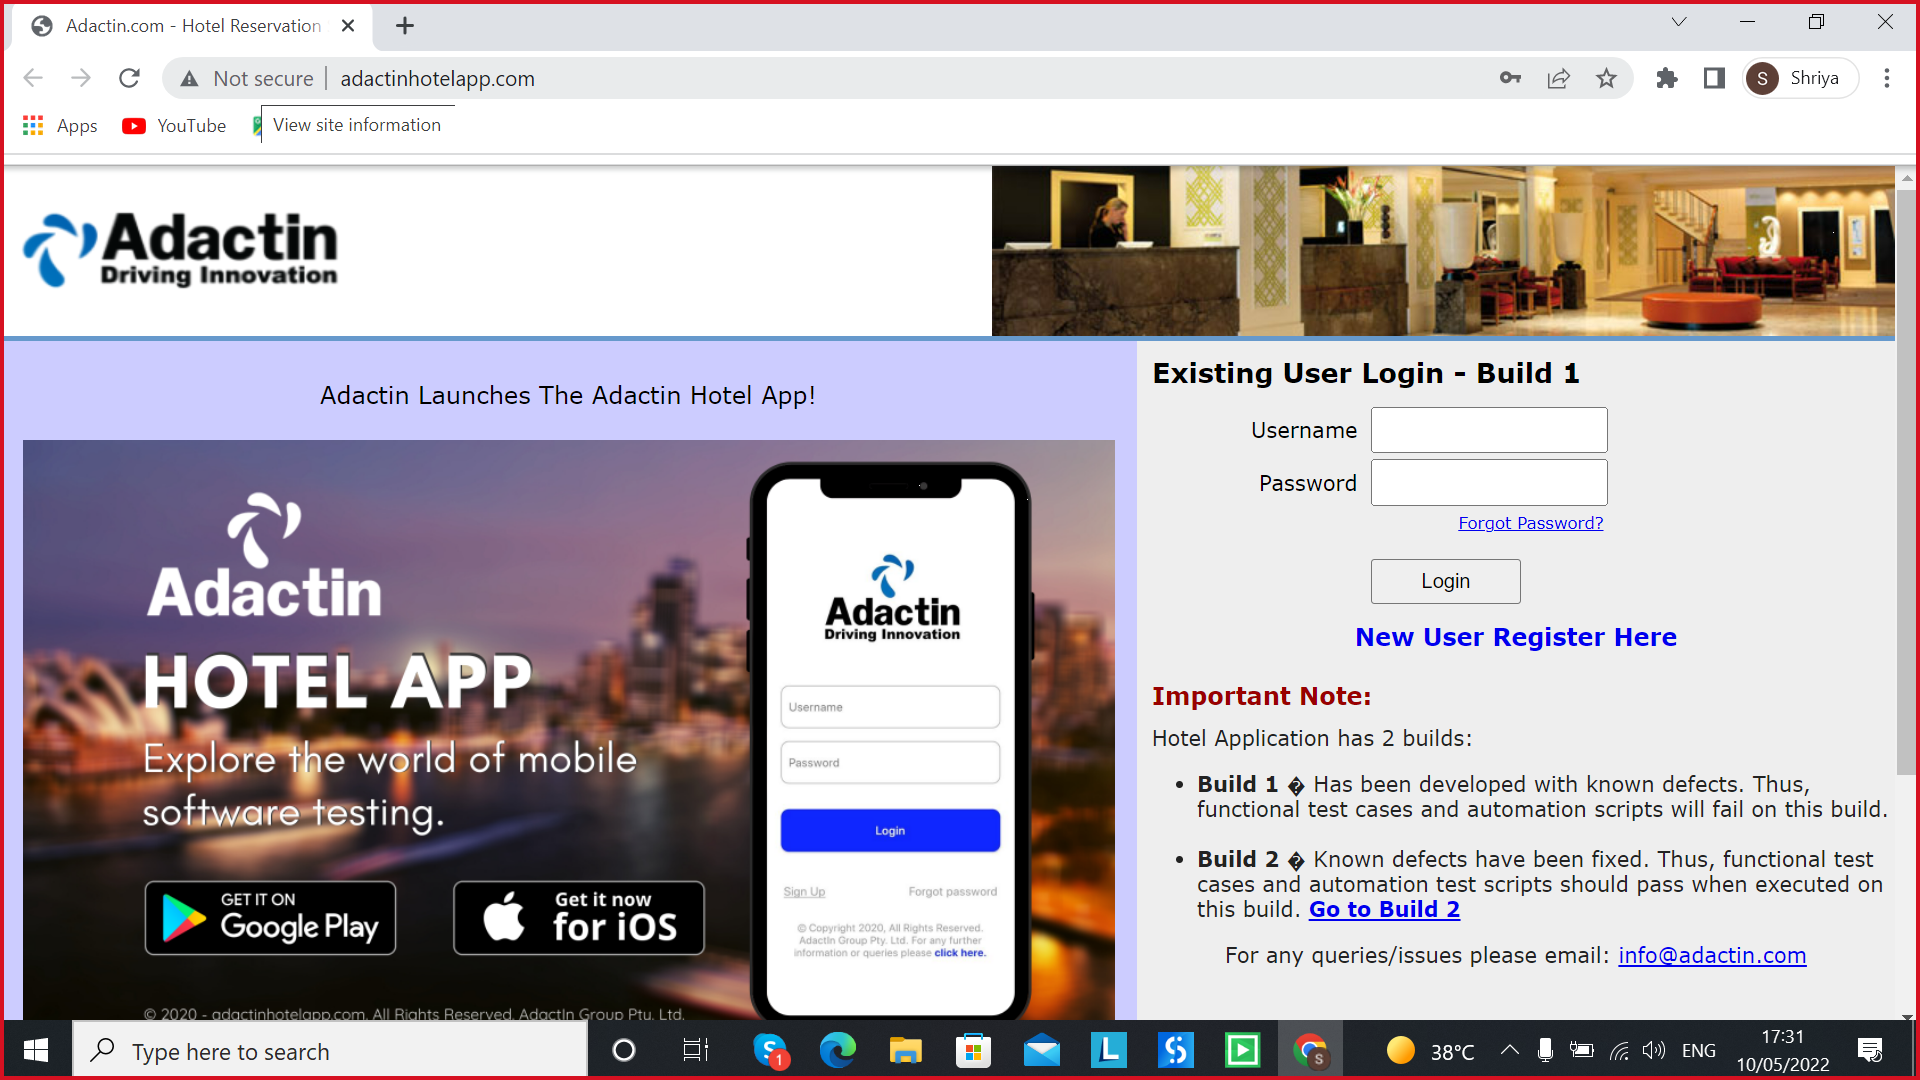 Adactin.com - Hotel Reservation
Not secure
adactinhotelapp.com
S
Shriya
Apps
YouTube
View site information
Adactin
Driving Innovation
Adactin Launches The Adactin Hotel App!
Adactin
HOTEL APP
Explore the world of mobile
software testing.
GET IT ON
Google Play
Get it now
for iOS
© 2020 - adactinhotelapp.com. All Rights Reserved. AdactIn Group Pty. Ltd.
Adactin
Driving Innovation
Username
Password
Login
Sign Up
Forgot password
© Copyright 2020, All Rights Reserved.
AdactIn Group Pty. Ltd. For any further
information or queries please click here.
Existing User Login - Build 1
Username
Password
Forgot Password?
Login
New User Register Here
Important Note:
Hotel Application has 2 builds:
• Build 1 � Has been developed with known defects. Thus,
functional test cases and automation scripts will fail on this build.
• Build 2 � Known defects have been fixed. Thus, functional test
cases and automation test scripts should pass when executed on
this build. Go to Build 2
For any queries/issues please email: info@adactin.com
Type here to search
S
1
L
S
38°C
ENG
17:31
10/05/2022